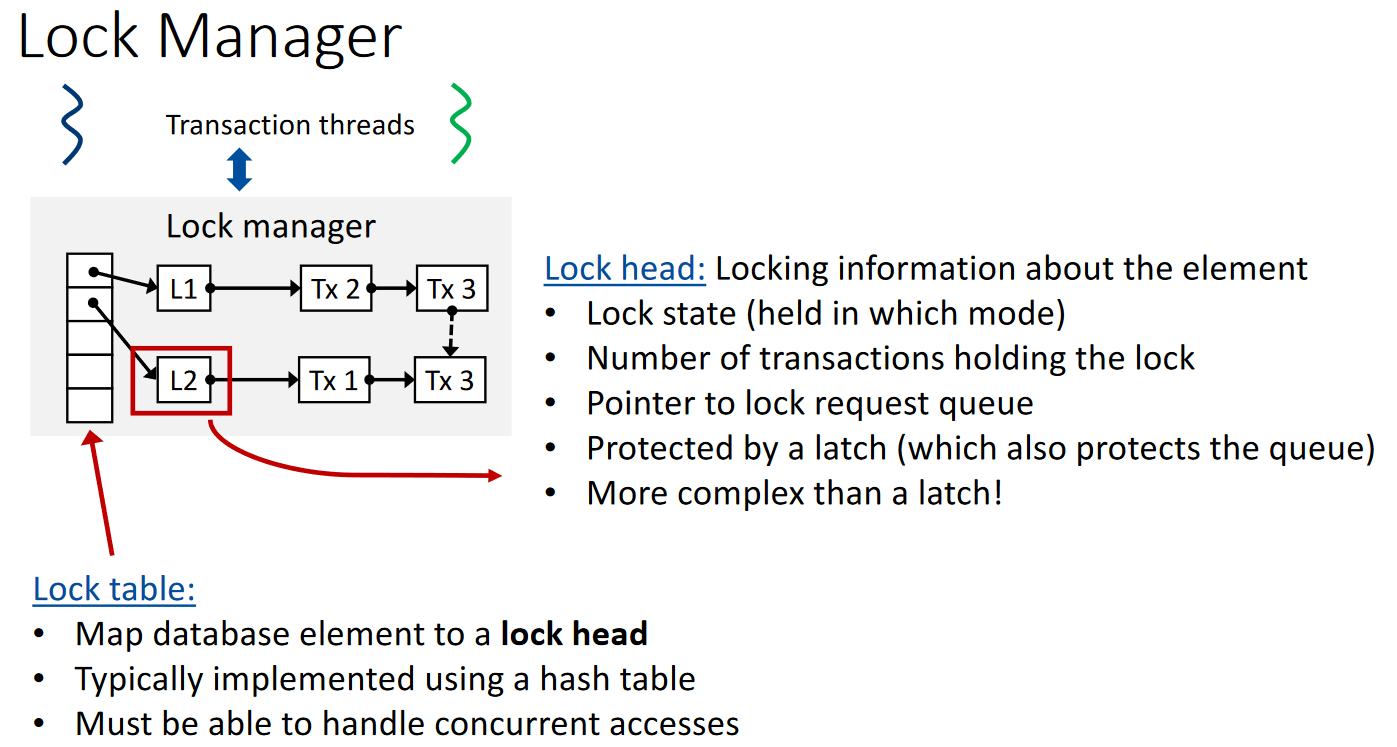 Lock Manager
Transaction threads
Lock manager
L1
Tx 2
Tx 3
L2
Tx 1
Tx 3
Lock head: Locking information about the element
• Lock state (held in which mode)
• Number of transactions holding the lock
• Pointer to lock request queue
• Protected by a latch (which also protects the queue)
• More complex than a latch!
Lock table:
• Map database element to a lock head
• Typically implemented using a hash table
• Must be able to handle concurrent accesses